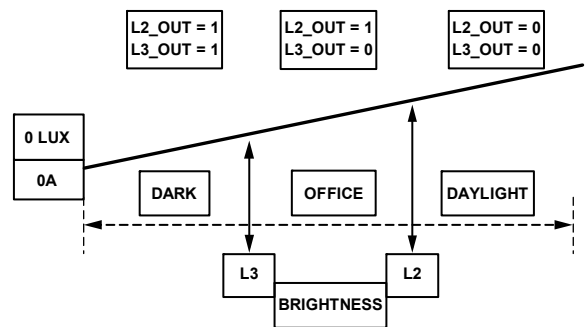 L2_OUT = 1
L3_OUT = 1
L2_OUT = 1
L3_OUT = 0
L2_OUT = 0
L3_OUT = 0
0 LUX
0A
DARK
OFFICE
DAYLIGHT
L3
L2
BRIGHTNESS